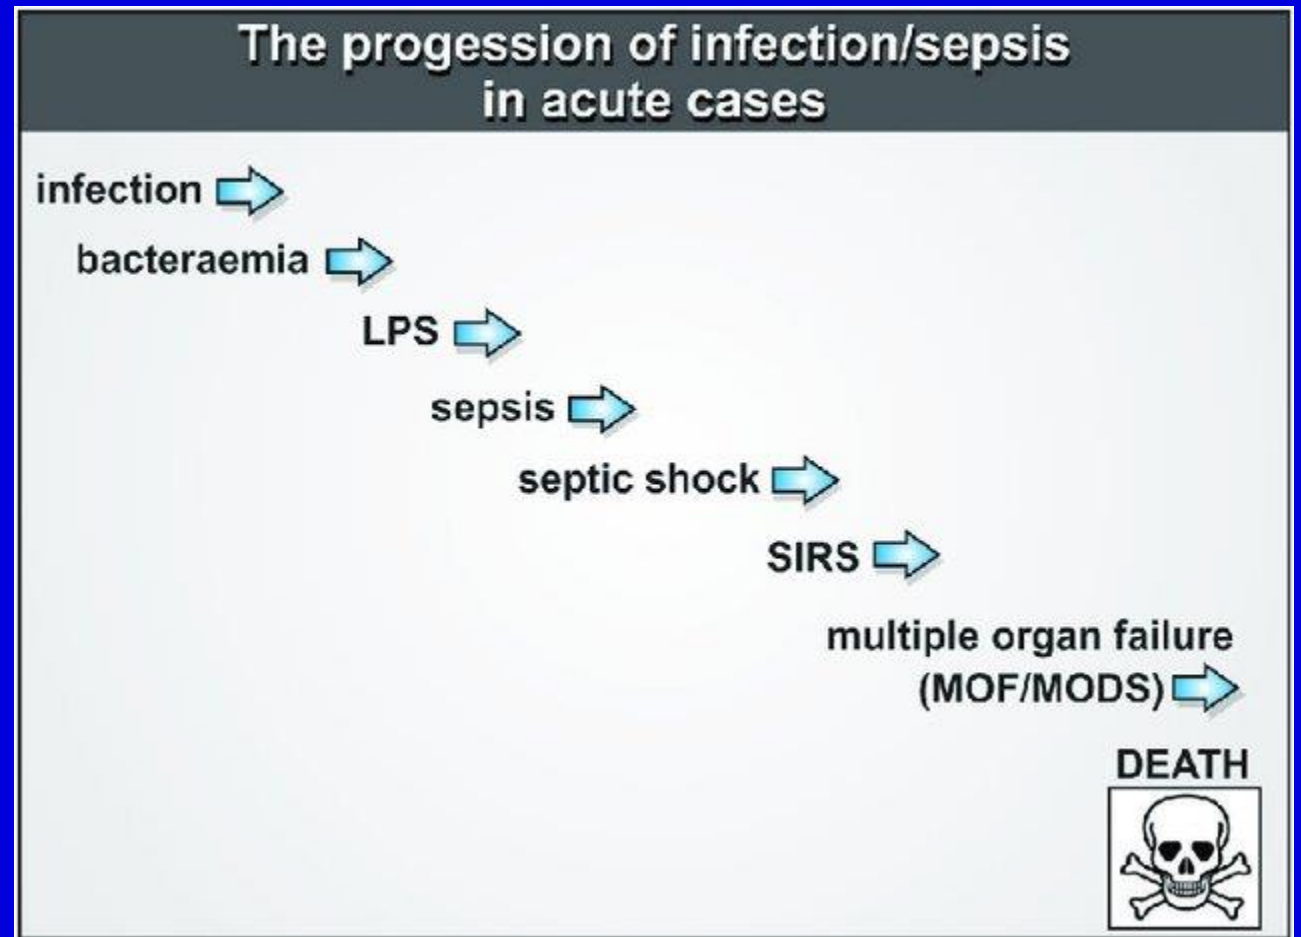 The progession of infection/sepsis
in acute cases
infection
bacteraemia
LPS
sepsis
septic shock
SIRS
multiple organ failure
(MOF/MODS)
DEATH